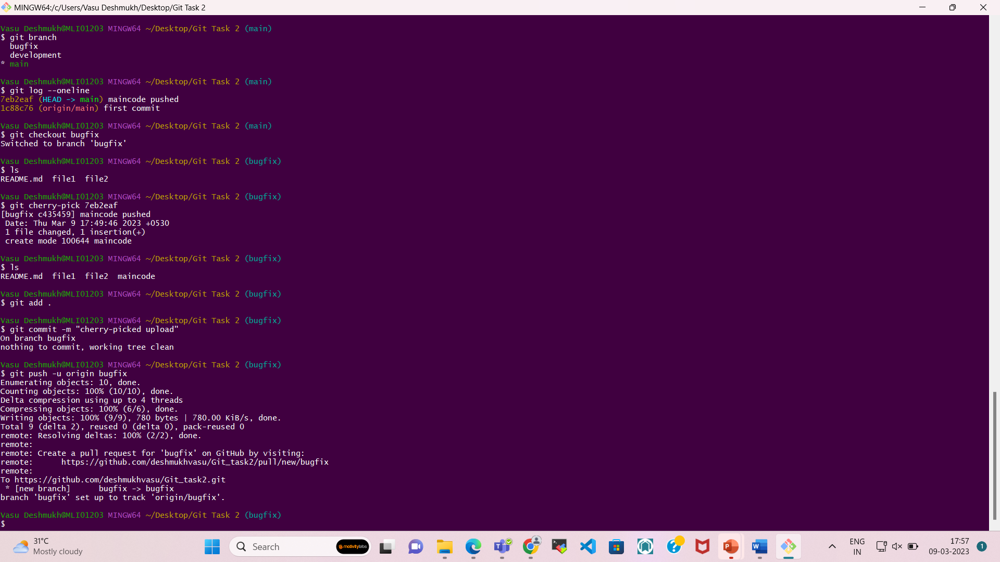 MINGW64:/c/Users/Vasu Deshmukh/Desktop/Git Task 2
Vasu Deshmukh@MLI01203 MINGW64 ~/Desktop/Git Task 2 (main)
$ git branch
  bugfix
  development
* main
Vasu Deshmukh@MLI01203 MINGW64 ~/Desktop/Git Task 2 (main)
$ git log --oneline
7eb2eaf (HEAD -> main) maincode pushed
1c88c76 (origin/main) first commit
Vasu Deshmukh@MLI01203 MINGW64 ~/Desktop/Git Task 2 (main)
$ git checkout bugfix
Switched to branch 'bugfix'
Vasu Deshmukh@MLI01203 MINGW64 ~/Desktop/Git Task 2 (bugfix)
$ ls
README.md  file1  file2
Vasu Deshmukh@MLI01203 MINGW64 ~/Desktop/Git Task 2 (bugfix)
$ git cherry-pick 7eb2eaf
[bugfix c435459] maincode pushed
 Date: Thu Mar 9 17:49:46 2023 +0530
 1 file changed, 1 insertion(+)
 create mode 100644 maincode
Vasu Deshmukh@MLI01203 MINGW64 ~/Desktop/Git Task 2 (bugfix)
$ ls
README.md  file1  file2  maincode
Vasu Deshmukh@MLI01203 MINGW64 ~/Desktop/Git Task 2 (bugfix)
$ git add .
Vasu Deshmukh@MLI01203 MINGW64 ~/Desktop/Git Task 2 (bugfix)
$ git commit -m "cherry-picked upload"
On branch bugfix
nothing to commit, working tree clean
Vasu Deshmukh@MLI01203 MINGW64 ~/Desktop/Git Task 2 (bugfix)
$ git push -u origin bugfix
Enumerating objects: 10, done.
Counting objects: 100% (10/10), done.
Delta compression using up to 4 threads
Compressing objects: 100% (6/6), done.
Writing objects: 100% (9/9), 780 bytes | 780.00 KiB/s, done.
Total 9 (delta 2), reused 0 (delta 0), pack-reused 0
remote: Resolving deltas: 100% (2/2), done.
remote:
remote: Create a pull request for 'bugfix' on GitHub by visiting:
remote:      https://github.com/deshmukhvasu/Git_task2/pull/new/bugfix
remote:
To https://github.com/deshmukhvasu/Git_task2.git
 * [new branch]      bugfix -> bugfix
branch 'bugfix' set up to track 'origin/bugfix'.
Vasu Deshmukh@MLI01203 MINGW64 ~/Desktop/Git Task 2 (bugfix)
$
31°C
Mostly cloudy
Search
motivitylabs
ENG
IN
17:57
09-03-2023
1